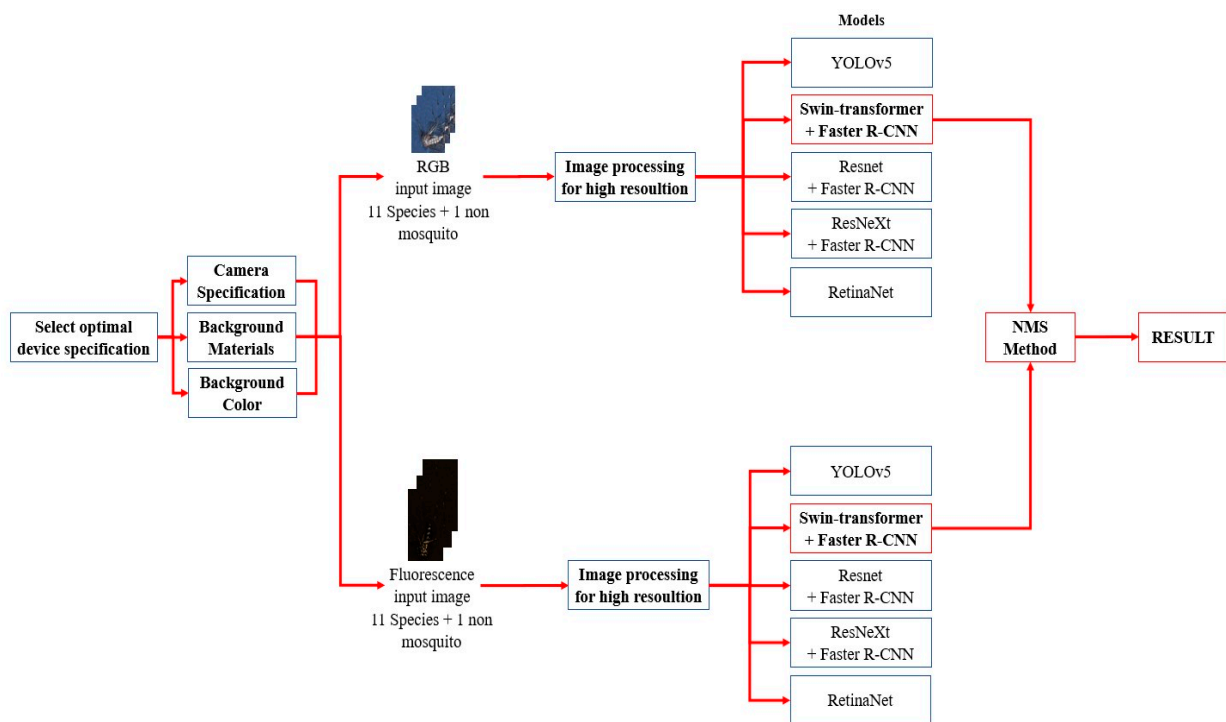 Select optimal
device specification
Camera
Specification
Background
Materials
Background
Color
RGB
input image
11 Species + 1 non
mosquito
Image processing
for high resoultion
Models
YOLOv5
Swin-transformer
+ Faster R-CNN
Resnet
+ Faster R-CNN
ResNeXt
+ Faster R-CNN
RetinaNet
Fluorescence
input image
11 Species + 1 non
mosquito
Image processing
for high resoultion
YOLOv5
Swin-transformer
+ Faster R-CNN
Resnet
+ Faster R-CNN
ResNeXt
+ Faster R-CNN
RetinaNet
NMS
Method
RESULT